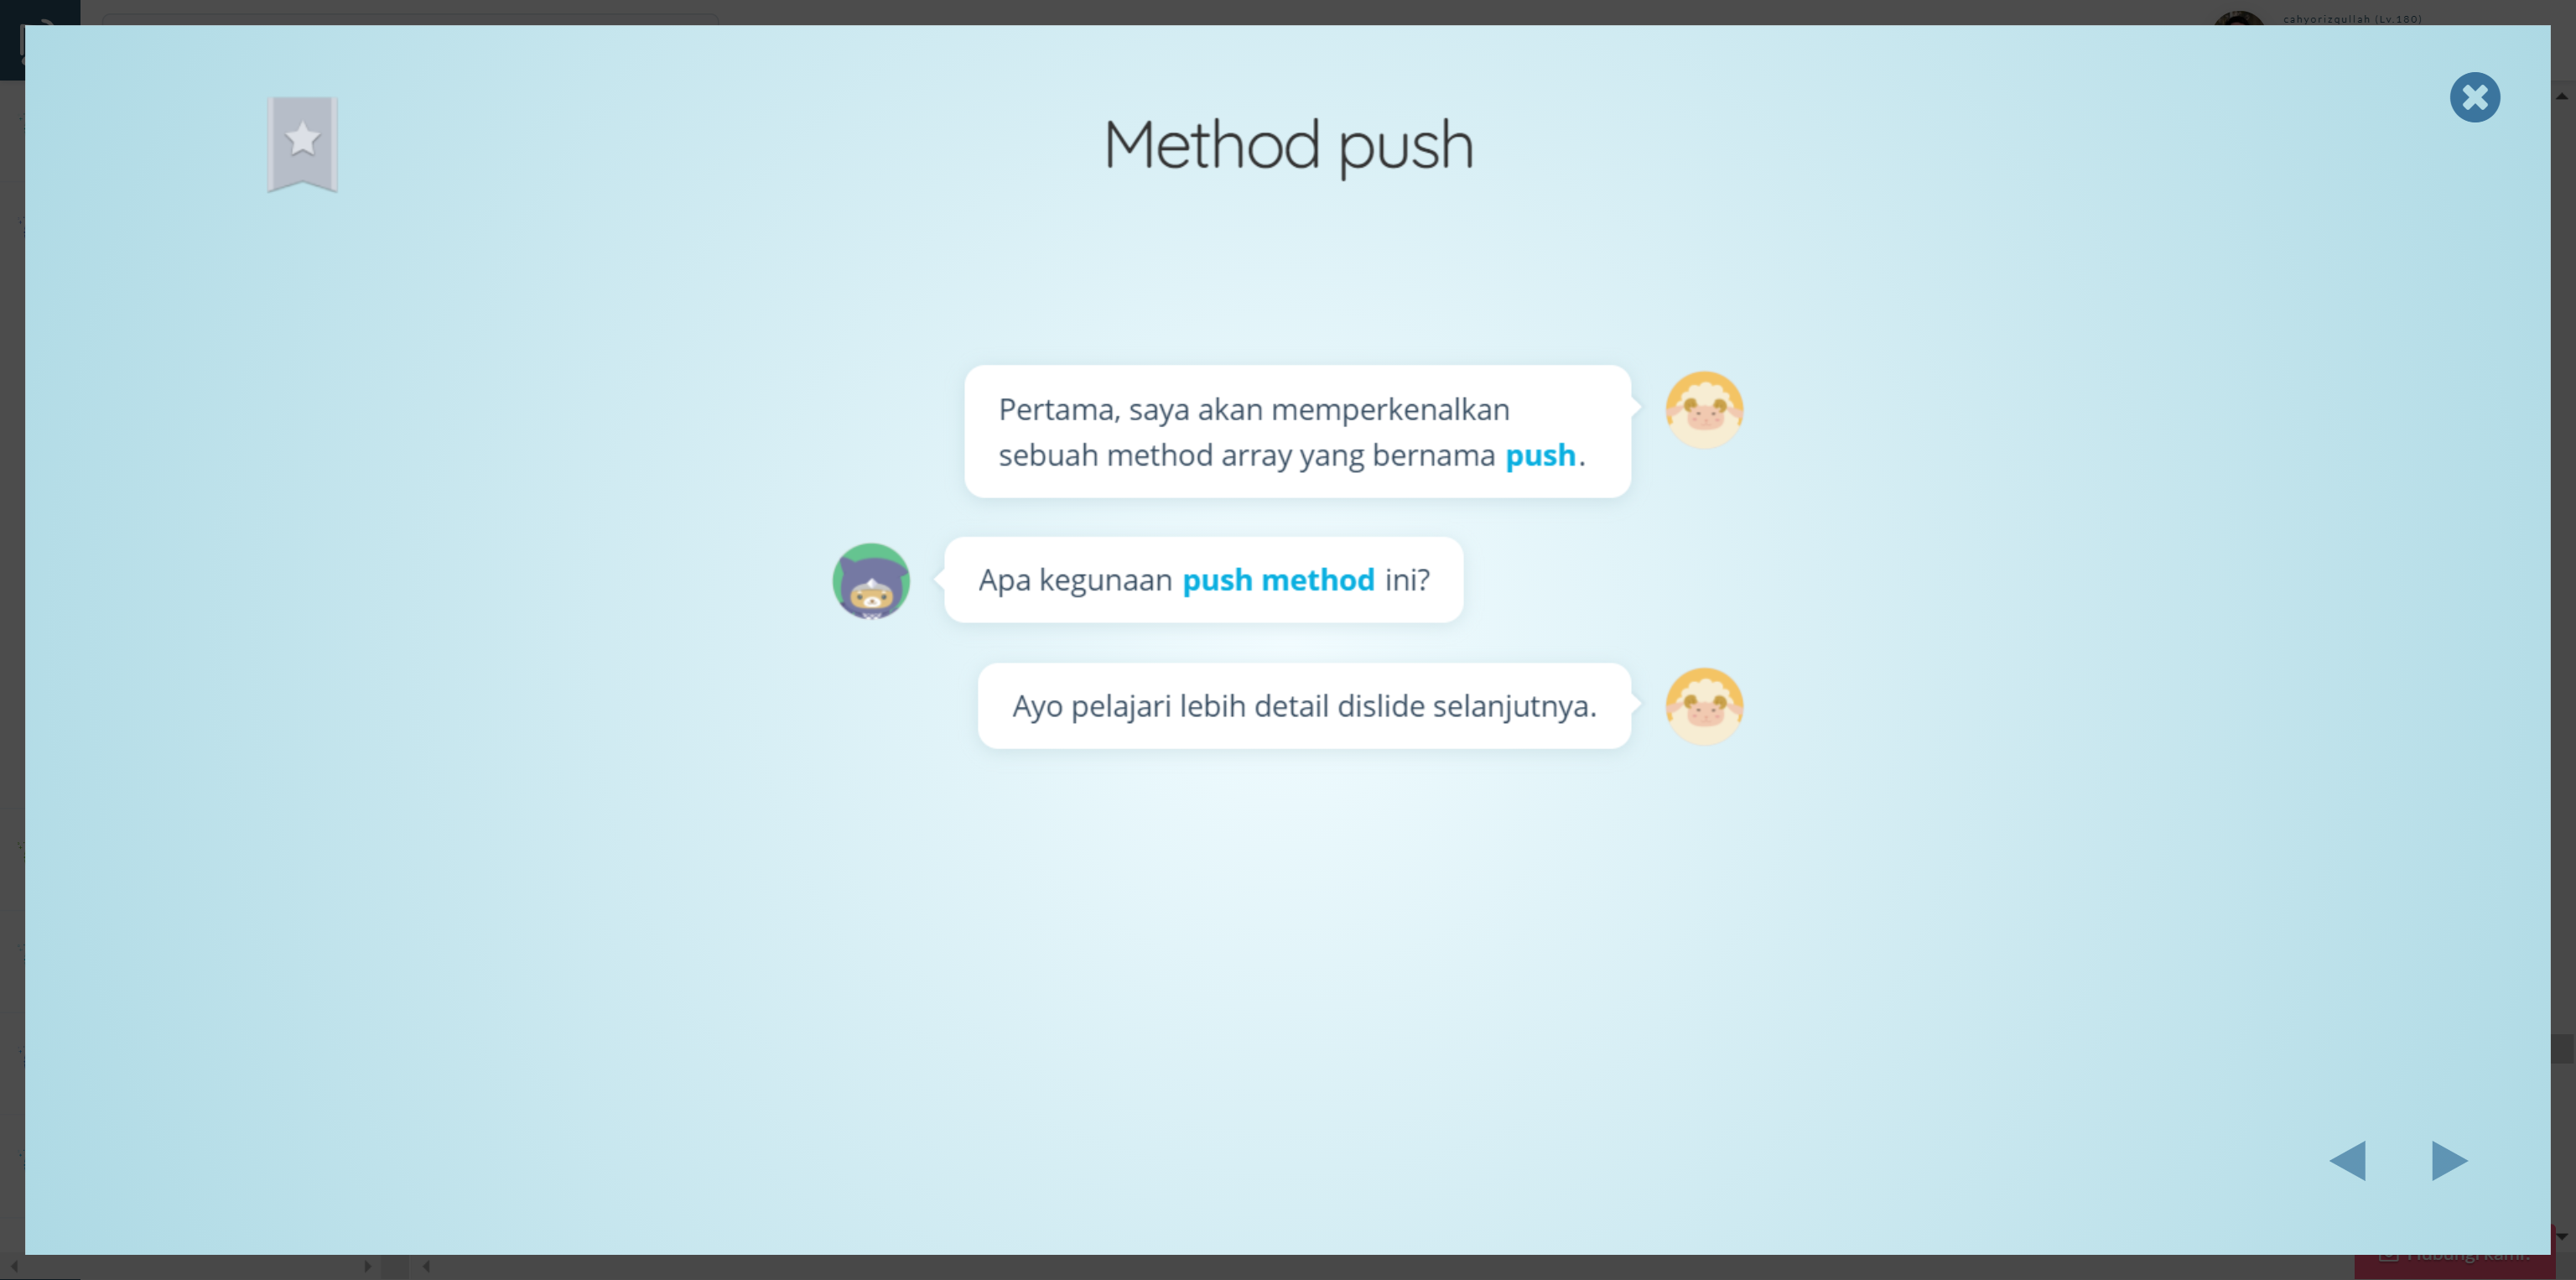 cahyorizqullah (Lv.180)
Method push
Pertama, saya akan memperkenalkan
sebuah method array yang bernama push.
Apa kegunaan push method ini?
Ayo pelajari lebih detail dislide selanjutnya.
Hubungi kami!